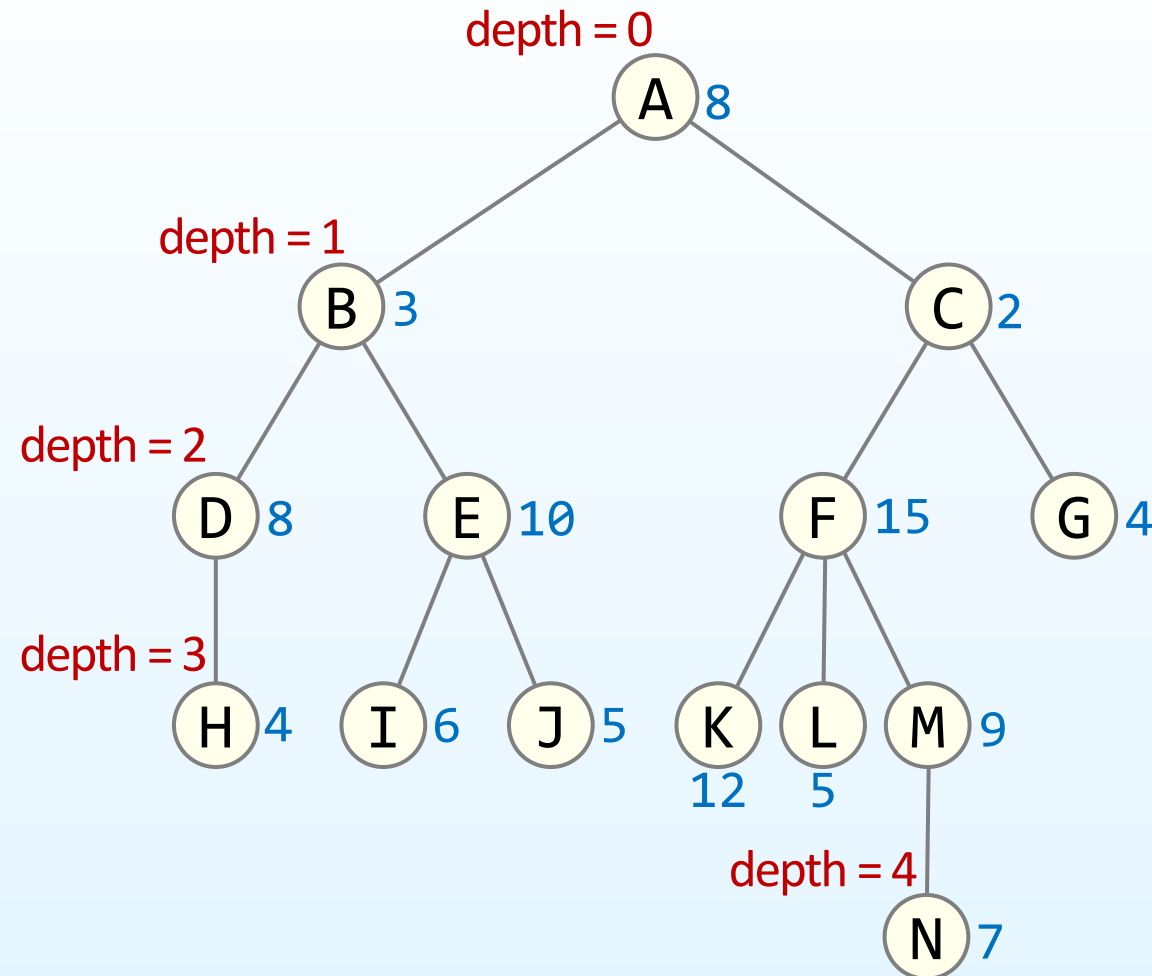 depth = 0
A 8
depth = 1
B 3
C 2
depth = 2
D 8
E 10
F 15
G 4
depth = 3
H 4
I 6
J 5
K
L
M 9
12
5
depth = 4
N 7